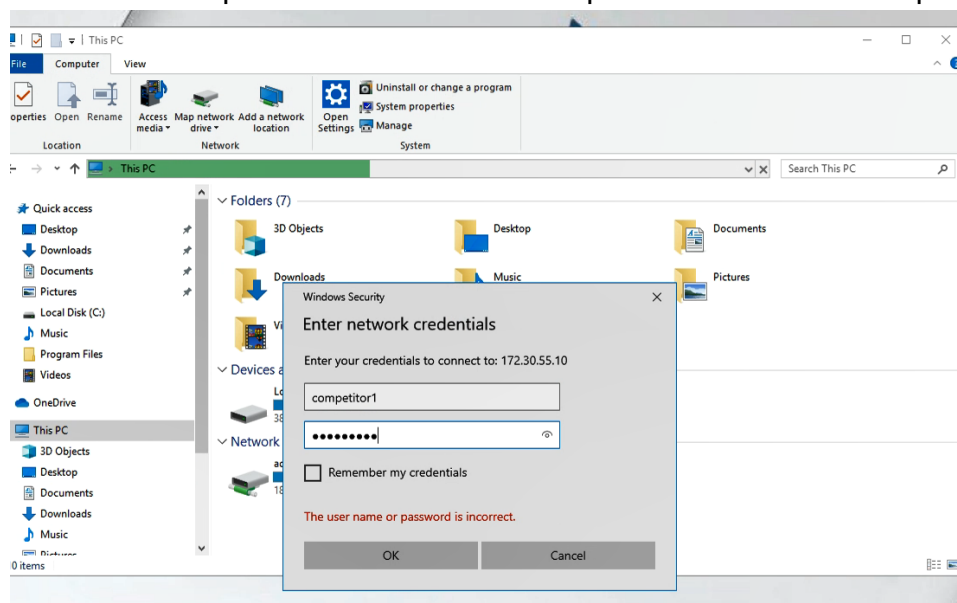 This PC
File Computer View
Open Rename
Access media
Map network drive
Add a network location
Open Settings
Uninstall or change a program
System properties
Manage
Location Network System
This PC
Search This PC
Quick access
Desktop
Downloads
Documents
Pictures
Local Disk (C:)
Music
Program Files
Videos
OneDrive
This PC
3D Objects
Desktop
Documents
Downloads
Music
Folders (7)
3D Objects
Desktop
Documents
Downloads
Music
Pictures
Devices
Network
Windows Security
Enter network credentials
Enter your credentials to connect to: 172.30.55.10
competitor1
Remember my credentials
The user name or password is incorrect.
OK Cancel
items